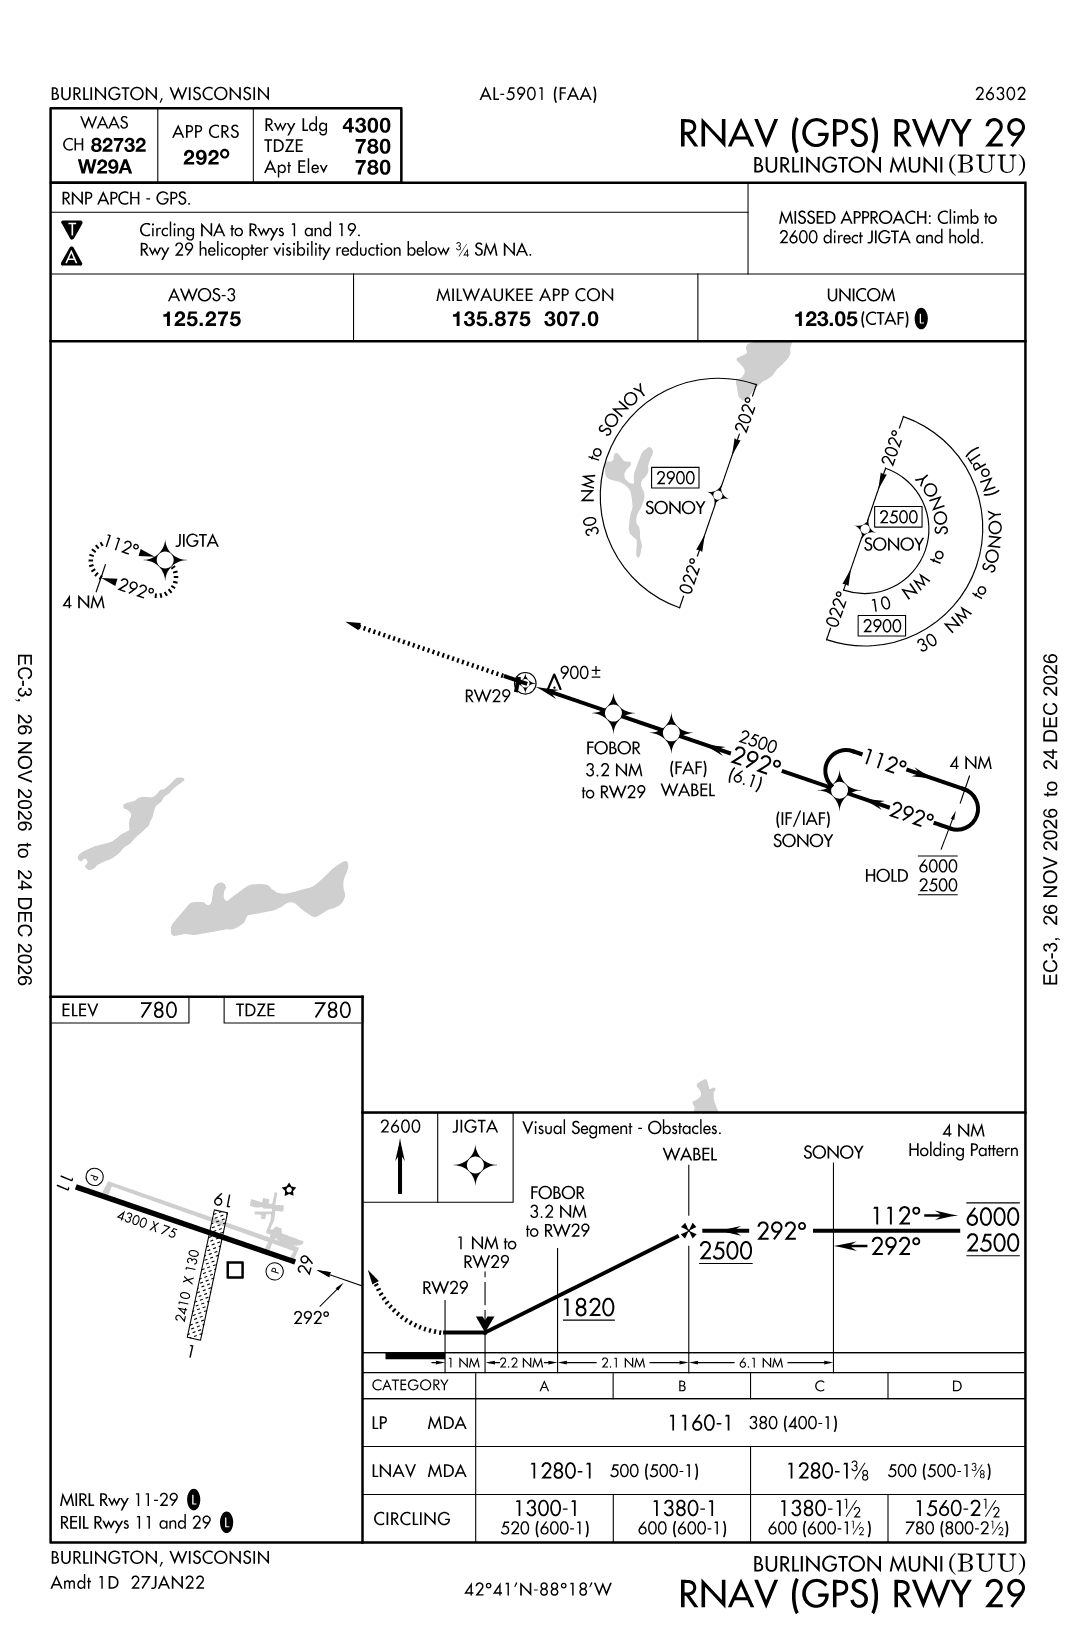 BURLINGTON, WISCONSIN
AL-5901 (FAA)
26302
WAAS
CH 82732
W29A
APP CRS
292°
Rwy Ldg 4300
TDZE 780
Apt Elev 780
RNAV (GPS) RWY 29
BURLINGTON MUNI (BUU)
RNP APCH - GPS.
T
A
Circling NA to Rwys 1 and 19.
Rwy 29 helicopter visibility reduction below ¾ SM NA.
MISSED APPROACH: Climb to
2600 direct JIGTA and hold.
AWOS-3
125.275
MILWAUKEE APP CON
135.875 307.0
UNICOM
123.05 (CTAF) L
30 NM to SONOY
202°
2900
SONOY
022°
202°
2500
SONOY
022°
10 NM to SONOY
2900
30 NM to SONOY (NoPT)
112°
JIGTA
292°
4 NM
900±
RW29
FOBOR
3.2 NM
to RW29
(FAF)
WABEL
2500
292°
(6.1)
(IF/IAF)
SONOY
112°
4 NM
292°
HOLD
6000
2500
EC-3, 26 NOV 2026 to 24 DEC 2026
EC-3, 26 NOV 2026 to 24 DEC 2026
ELEV 780
TDZE 780
11
P
19
4300 X 75
2410 X 130
P
29
292°
1
MIRL Rwy 11-29 L
REIL Rwys 11 and 29 L
2600
JIGTA
Visual Segment - Obstacles.
4 NM
Holding Pattern
WABEL
SONOY
FOBOR
3.2 NM
to RW29
1 NM to
RW29
RW29
2500
292°
112°
292°
6000
2500
1820
1 NM
2.2 NM
2.1 NM
6.1 NM
CATEGORY A B C D
LP MDA 1160-1 380 (400-1)
LNAV MDA 1280-1 500 (500-1) 1280-1⅜ 500 (500-1⅜)
CIRCLING
1300-1
520 (600-1)
1380-1
600 (600-1)
1380-1½
600 (600-1½)
1560-2½
780 (800-2½)
BURLINGTON, WISCONSIN
Amdt 1D 27JAN22
42°41'N-88°18'W
BURLINGTON MUNI (BUU)
RNAV (GPS) RWY 29